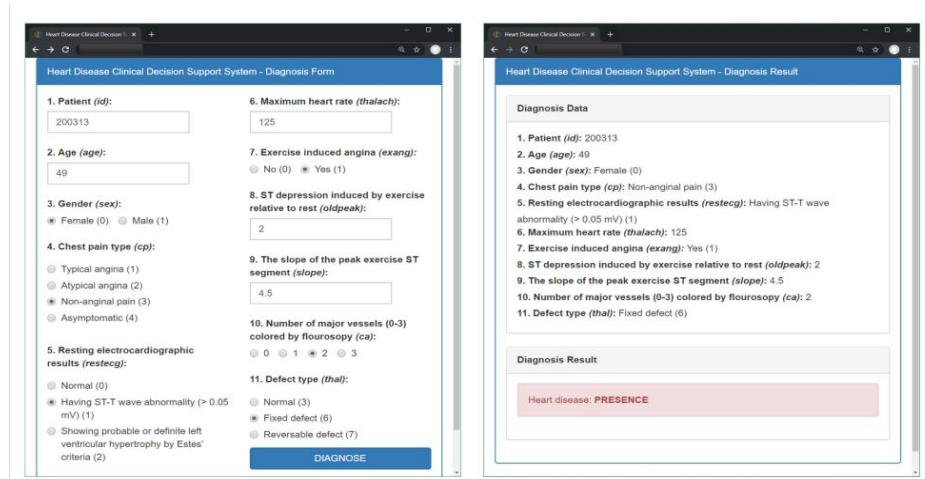 Heart Disease Clinical Decision S
Heart Disease Clinical Decision Support System - Diagnosis Form
1. Patient (id):
200313
2. Age (age):
49
3. Gender (sex):
Female (0) Male (1)
4. Chest pain type (cp):
Typical angina (1)
Atypical angina (2)
Non-anginal pain (3)
Asymptomatic (4)
5. Resting electrocardiographic
results (restecg):
Normal (0)
Having ST-T wave abnormality (> 0.05
mV) (1)
Showing probable or definite left
ventricular hypertrophy by Estes'
criteria (2)
6. Maximum heart rate (thalach):
125
7. Exercise induced angina (exang):
No (0) Yes (1)
8. ST depression induced by exercise
relative to rest (oldpeak):
2
9. The slope of the peak exercise ST
segment (slope):
4.5
10. Number of major vessels (0-3)
colored by flourosopy (ca):
0 1 2 3
11. Defect type (thal):
Normal (3)
Fixed defect (6)
Reversable defect (7)
DIAGNOSE
Heart Disease Clinical Decision S
Heart Disease Clinical Decision Support System - Diagnosis Result
Diagnosis Data
1. Patient (id): 200313
2. Age (age): 49
3. Gender (sex): Female (0)
4. Chest pain type (cp): Non-anginal pain (3)
5. Resting electrocardiographic results (restecg): Having ST-T wave
abnormality (> 0.05 mV) (1)
6. Maximum heart rate (thalach): 125
7. Exercise induced angina (exang): Yes (1)
8. ST depression induced by exercise relative to rest (oldpeak): 2
9. The slope of the peak exercise ST segment (slope): 4.5
10. Number of major vessels (0-3) colored by flourosopy (ca): 2
11. Defect type (thal): Fixed defect (6)
Diagnosis Result
Heart disease: PRESENCE